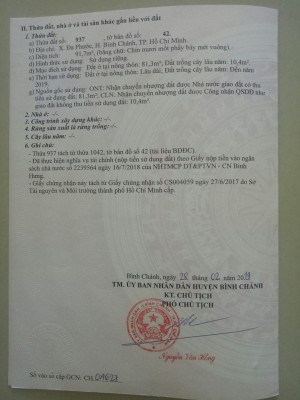 II. Thửa đất, nhà ở và tài sản khác gắn liền với đất
1. Thửa đất:
a) Thửa đất số: 937 , tờ bản đồ số: 42.
b) Địa chỉ: X. Đa Phước, H. Bình Chánh, TP. Hồ Chí Minh.
c) Diện tích: 91,7m², (bằng chữ: Chín mươi mốt phẩy bảy mét vuông).
d) Hình thức sử dụng: Sử dụng riêng.
đ) Mục đích sử dụng: Đất ở tại nông thôn: 81,3m²; Đất trồng cây lâu năm: 10,4m².
e) Thời hạn sử dụng: Đất ở tại nông thôn: Lâu dài; Đất trồng cây lâu năm: Đến năm
2019.
g) Nguồn gốc sử dụng: ONT: Nhận chuyển nhượng đất được Nhà nước giao đất có thu
tiền sử dụng đất: 81,3m²; CLN: Nhận chuyển nhượng đất được Công nhận QSDĐ như
giao đất không thu tiền sử dụng đất: 10,4m².
2. Nhà ở: -/-.
3. Công trình xây dựng khác: -/-.
4. Rừng sản xuất là rừng trồng: -/-.
5. Cây lâu năm: -/-.
6. Ghi chú:
- Thửa 937 tách từ thửa 1042, tờ bản đồ số 42 (tài liệu BĐĐC).
- Đã thực hiện nghĩa vụ tài chính (nộp tiền sử dụng đất) theo Giấy nộp tiền vào ngân
sách nhà nước số 2239564 ngày 16/7/2018 của NHTMCP ĐT&PTVN - CN Bình
Hưng.
- Giấy chứng nhận này tách từ Giấy chứng nhận số CS04059 ngày 27/6/2017 do Sở
Tài nguyên và Môi trường thành phố Hồ Chí Minh cấp.
Bình Chánh, ngày 28 tháng 02 năm 2019
TM. ỦY BAN NHÂN DÂN HUYỆN BÌNH CHÁNH
KT. CHỦ TỊCH
PHÓ CHỦ TỊCH
Nguyễn Văn Hồng
Số vào sổ cấp GCN: CH